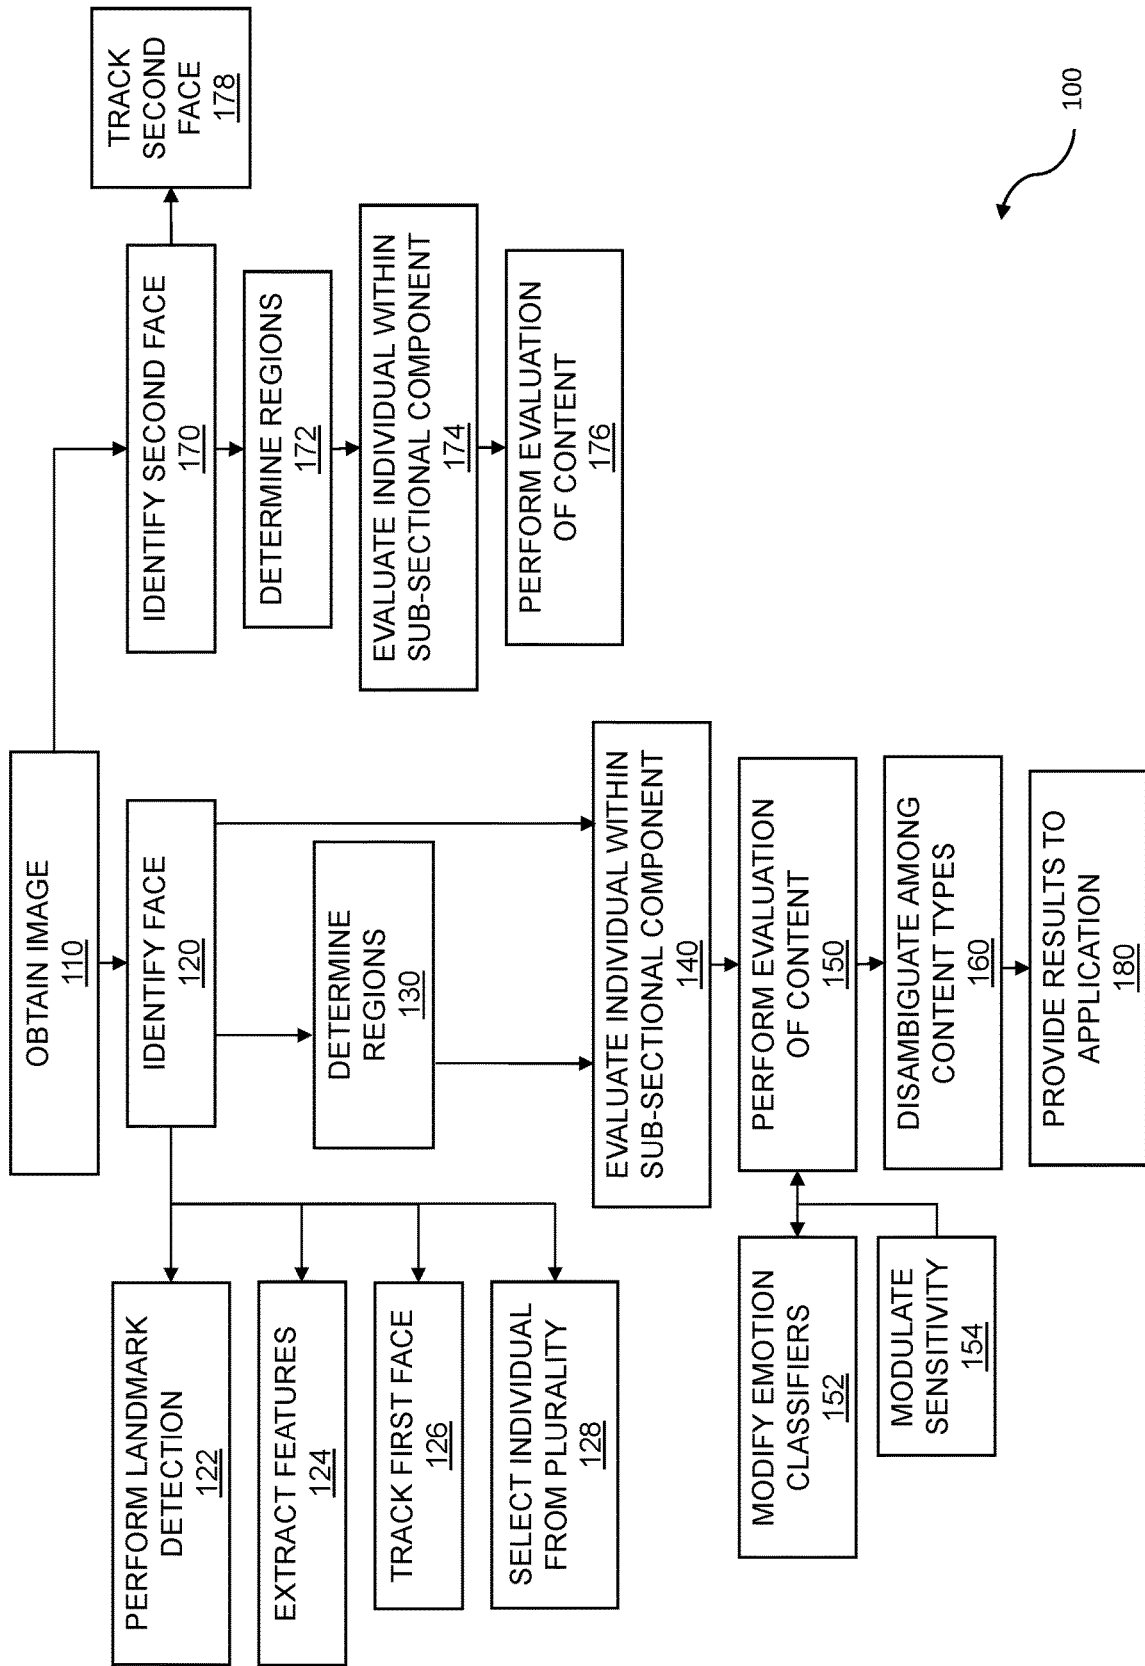 OBTAIN IMAGE
110
IDENTIFY FACE
120
PERFORM LANDMARK
DETECTION
122
EXTRACT FEATURES
124
TRACK FIRST FACE
126
SELECT INDIVIDUAL
FROM PLURALITY
128
DETERMINE
REGIONS
130
EVALUATE INDIVIDUAL WITHIN
SUB-SECTIONAL COMPONENT
140
PERFORM EVALUATION
OF CONTENT
150
MODIFY EMOTION
CLASSIFIERS
152
MODULATE
SENSITIVITY
154
DISAMBIGUATE AMONG
CONTENT TYPES
160
PROVIDE RESULTS TO
APPLICATION
180
IDENTIFY SECOND FACE
170
TRACK
SECOND
FACE
178
DETERMINE REGIONS
172
EVALUATE INDIVIDUAL WITHIN
SUB-SECTIONAL COMPONENT
174
PERFORM EVALUATION
OF CONTENT
176
100